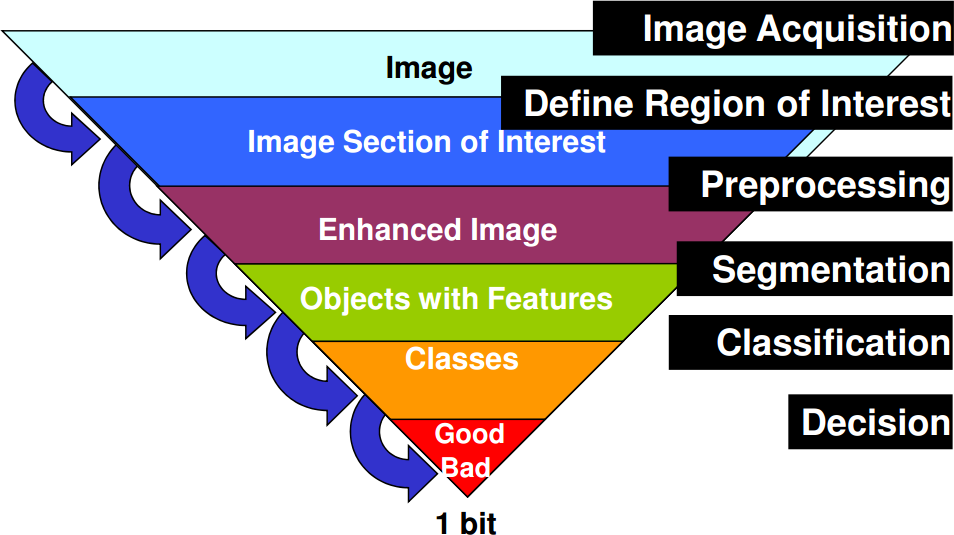 Image Acquisition
Image
Define Region of Interest
Image Section of Interest
Preprocessing
Enhanced Image
Segmentation
Objects with Features
Classification
Classes
Decision
Good
Bad
1 bit